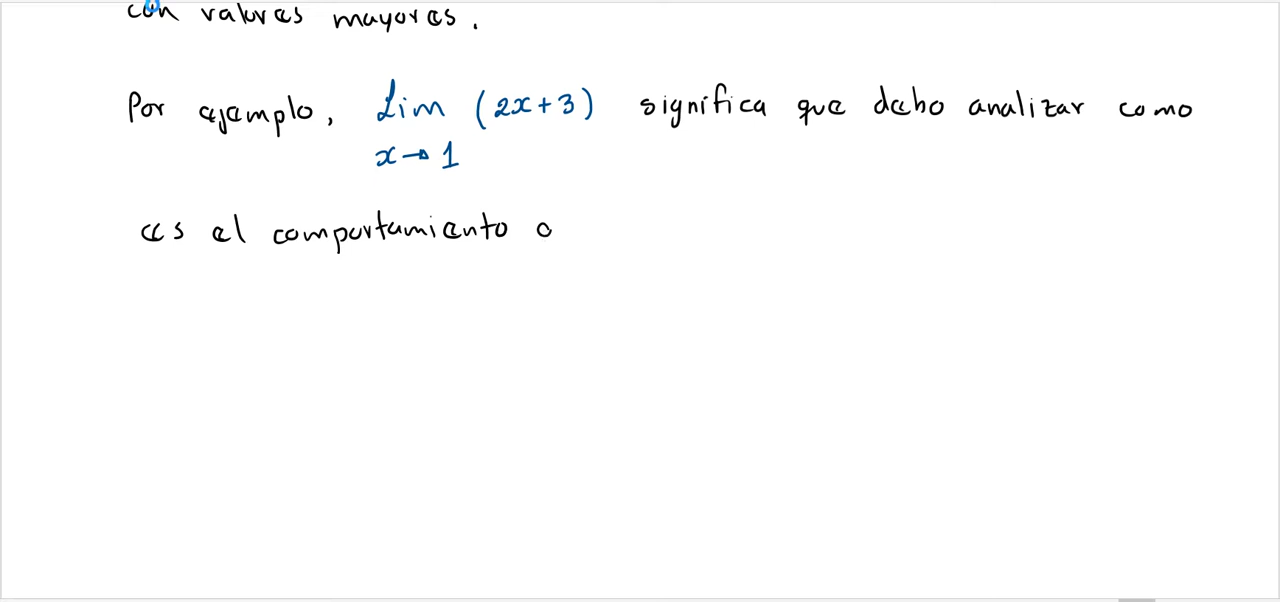 con valores mayores.
Por ejemplo, Lim (2x+3) significa que debo analizar como
x→1
es el comportamiento